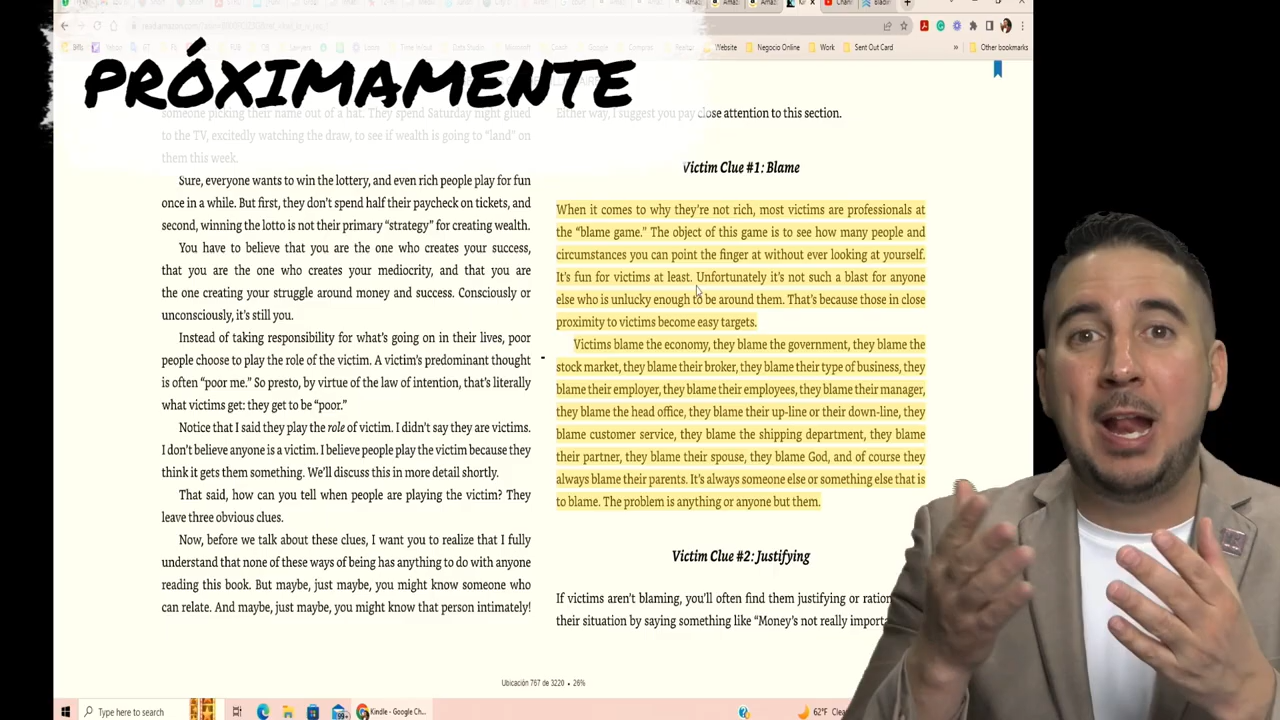 PRÓXIMAMENTE
Website
Negocio Online
Work
Sent Out Card
Other bookmarks
someone picking their name out of a hat. They spend Saturday night glued
to the TV, excitedly watching the draw, to see if wealth is going to “land” on
them this week.
Sure, everyone wants to win the lottery, and even rich people play for fun
once in a while. But first, they don’t spend half their paycheck on tickets, and
second, winning the lotto is not their primary “strategy” for creating wealth.
You have to believe that you are the one who creates your success,
that you are the one who creates your mediocrity, and that you are
the one creating your struggle around money and success. Consciously or
unconsciously, it’s still you.
Instead of taking responsibility for what’s going on in their lives, poor
people choose to play the role of the victim. A victim’s predominant thought
is often “poor me.” So presto, by virtue of the law of intention, that’s literally
what victims get: they get to be “poor.”
Notice that I said they play the role of victim. I didn’t say they are victims.
I don’t believe anyone is a victim. I believe people play the victim because they
think it gets them something. We’ll discuss this in more detail shortly.
That said, how can you tell when people are playing the victim? They
leave three obvious clues.
Now, before we talk about these clues, I want you to realize that I fully
understand that none of these ways of being has anything to do with anyone
reading this book. But maybe, just maybe, you might know someone who
can relate. And maybe, just maybe, you might know that person intimately!
Either way, I suggest you pay close attention to this section.
Victim Clue #1: Blame
When it comes to why they’re not rich, most victims are professionals at
the “blame game.” The object of this game is to see how many people and
circumstances you can point the finger at without ever looking at yourself.
It’s fun for victims at least. Unfortunately it’s not such a blast for anyone
else who is unlucky enough to be around them. That’s because those in close
proximity to victims become easy targets.
Victims blame the economy, they blame the government, they blame the
stock market, they blame their broker, they blame their type of business, they
blame their employer, they blame their employees, they blame their manager,
they blame the head office, they blame their up-line or their down-line, they
blame customer service, they blame the shipping department, they blame
their partner, they blame their spouse, they blame God, and of course they
always blame their parents. It’s always someone else or something else that is
to blame. The problem is anything or anyone but them.
Victim Clue #2: Justifying
If victims aren’t blaming, you’ll often find them justifying or ration
their situation by saying something like “Money’s not really importa
Ubicación 767 de 3220 • 26%
Type here to search
Kindle - Google Ch...
62°F Clea